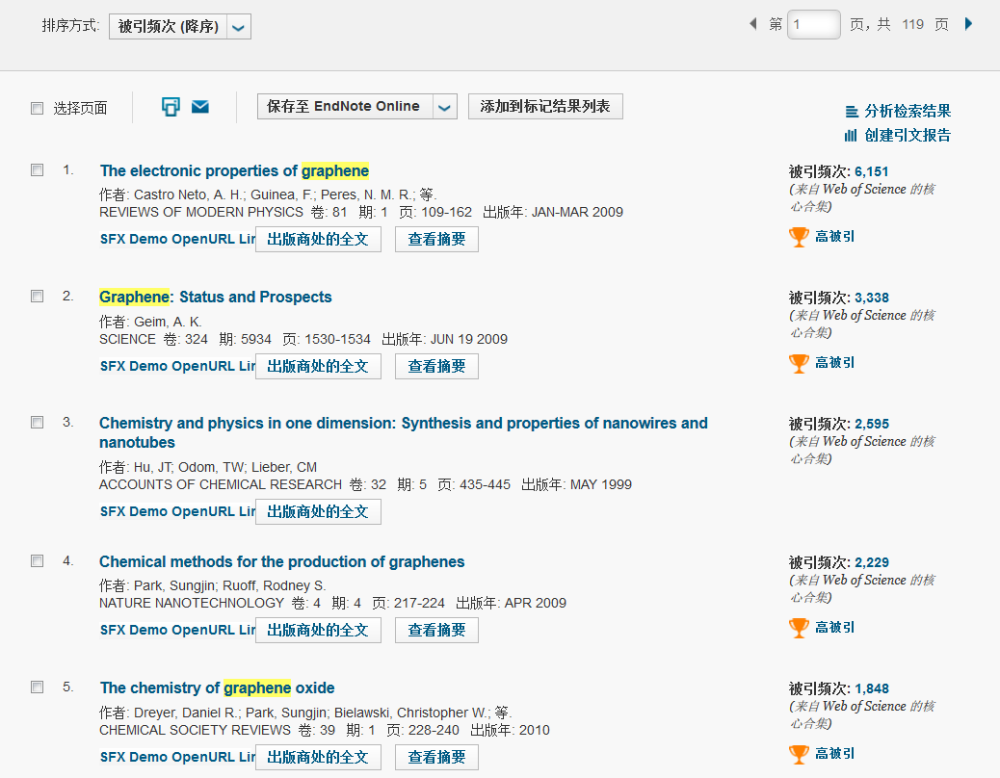 排序方式: 被引频次 (降序) 第 1 页，共 119 页
选择页面 保存至 EndNote Online 添加到标记结果列表
分析检索结果
创建引文报告
1. The electronic properties of graphene
作者: Castro Neto, A. H.; Guinea, F.; Peres, N. M. R.; 等.
REVIEWS OF MODERN PHYSICS 卷: 81 期: 1 页: 109-162 出版年: JAN-MAR 2009
SFX Demo OpenURL Lin 出版商处的全文 查看摘要
被引频次: 6,151
(来自 Web of Science 的核
心合集)
高被引
2. Graphene: Status and Prospects
作者: Geim, A. K.
SCIENCE 卷: 324 期: 5934 页: 1530-1534 出版年: JUN 19 2009
SFX Demo OpenURL Lin 出版商处的全文 查看摘要
被引频次: 3,338
(来自 Web of Science 的核
心合集)
高被引
3. Chemistry and physics in one dimension: Synthesis and properties of nanowires and
nanotubes
作者: Hu, JT; Odom, TW; Lieber, CM
ACCOUNTS OF CHEMICAL RESEARCH 卷: 32 期: 5 页: 435-445 出版年: MAY 1999
SFX Demo OpenURL Lin 出版商处的全文
被引频次: 2,595
(来自 Web of Science 的核
心合集)
4. Chemical methods for the production of graphenes
作者: Park, Sungjin; Ruoff, Rodney S.
NATURE NANOTECHNOLOGY 卷: 4 期: 4 页: 217-224 出版年: APR 2009
SFX Demo OpenURL Lin 出版商处的全文 查看摘要
被引频次: 2,229
(来自 Web of Science 的核
心合集)
高被引
5. The chemistry of graphene oxide
作者: Dreyer, Daniel R.; Park, Sungjin; Bielawski, Christopher W.; 等.
CHEMICAL SOCIETY REVIEWS 卷: 39 期: 1 页: 228-240 出版年: 2010
SFX Demo OpenURL Lin 出版商处的全文 查看摘要
被引频次: 1,848
(来自 Web of Science 的核
心合集)
高被引